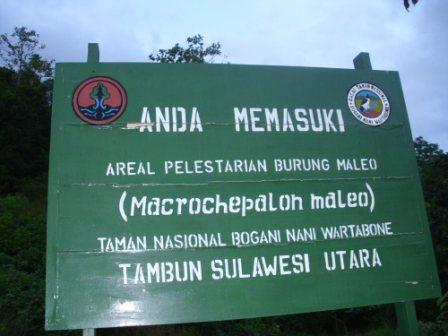 ANDA MEMASUKI
AREAL PELESTARIAN BURUNG MALEO
(Macrochepalon maleo)
TAMAN NASIONAL BOGANI NANI WARTABONE
TAMBUN SULAWESI UTARA